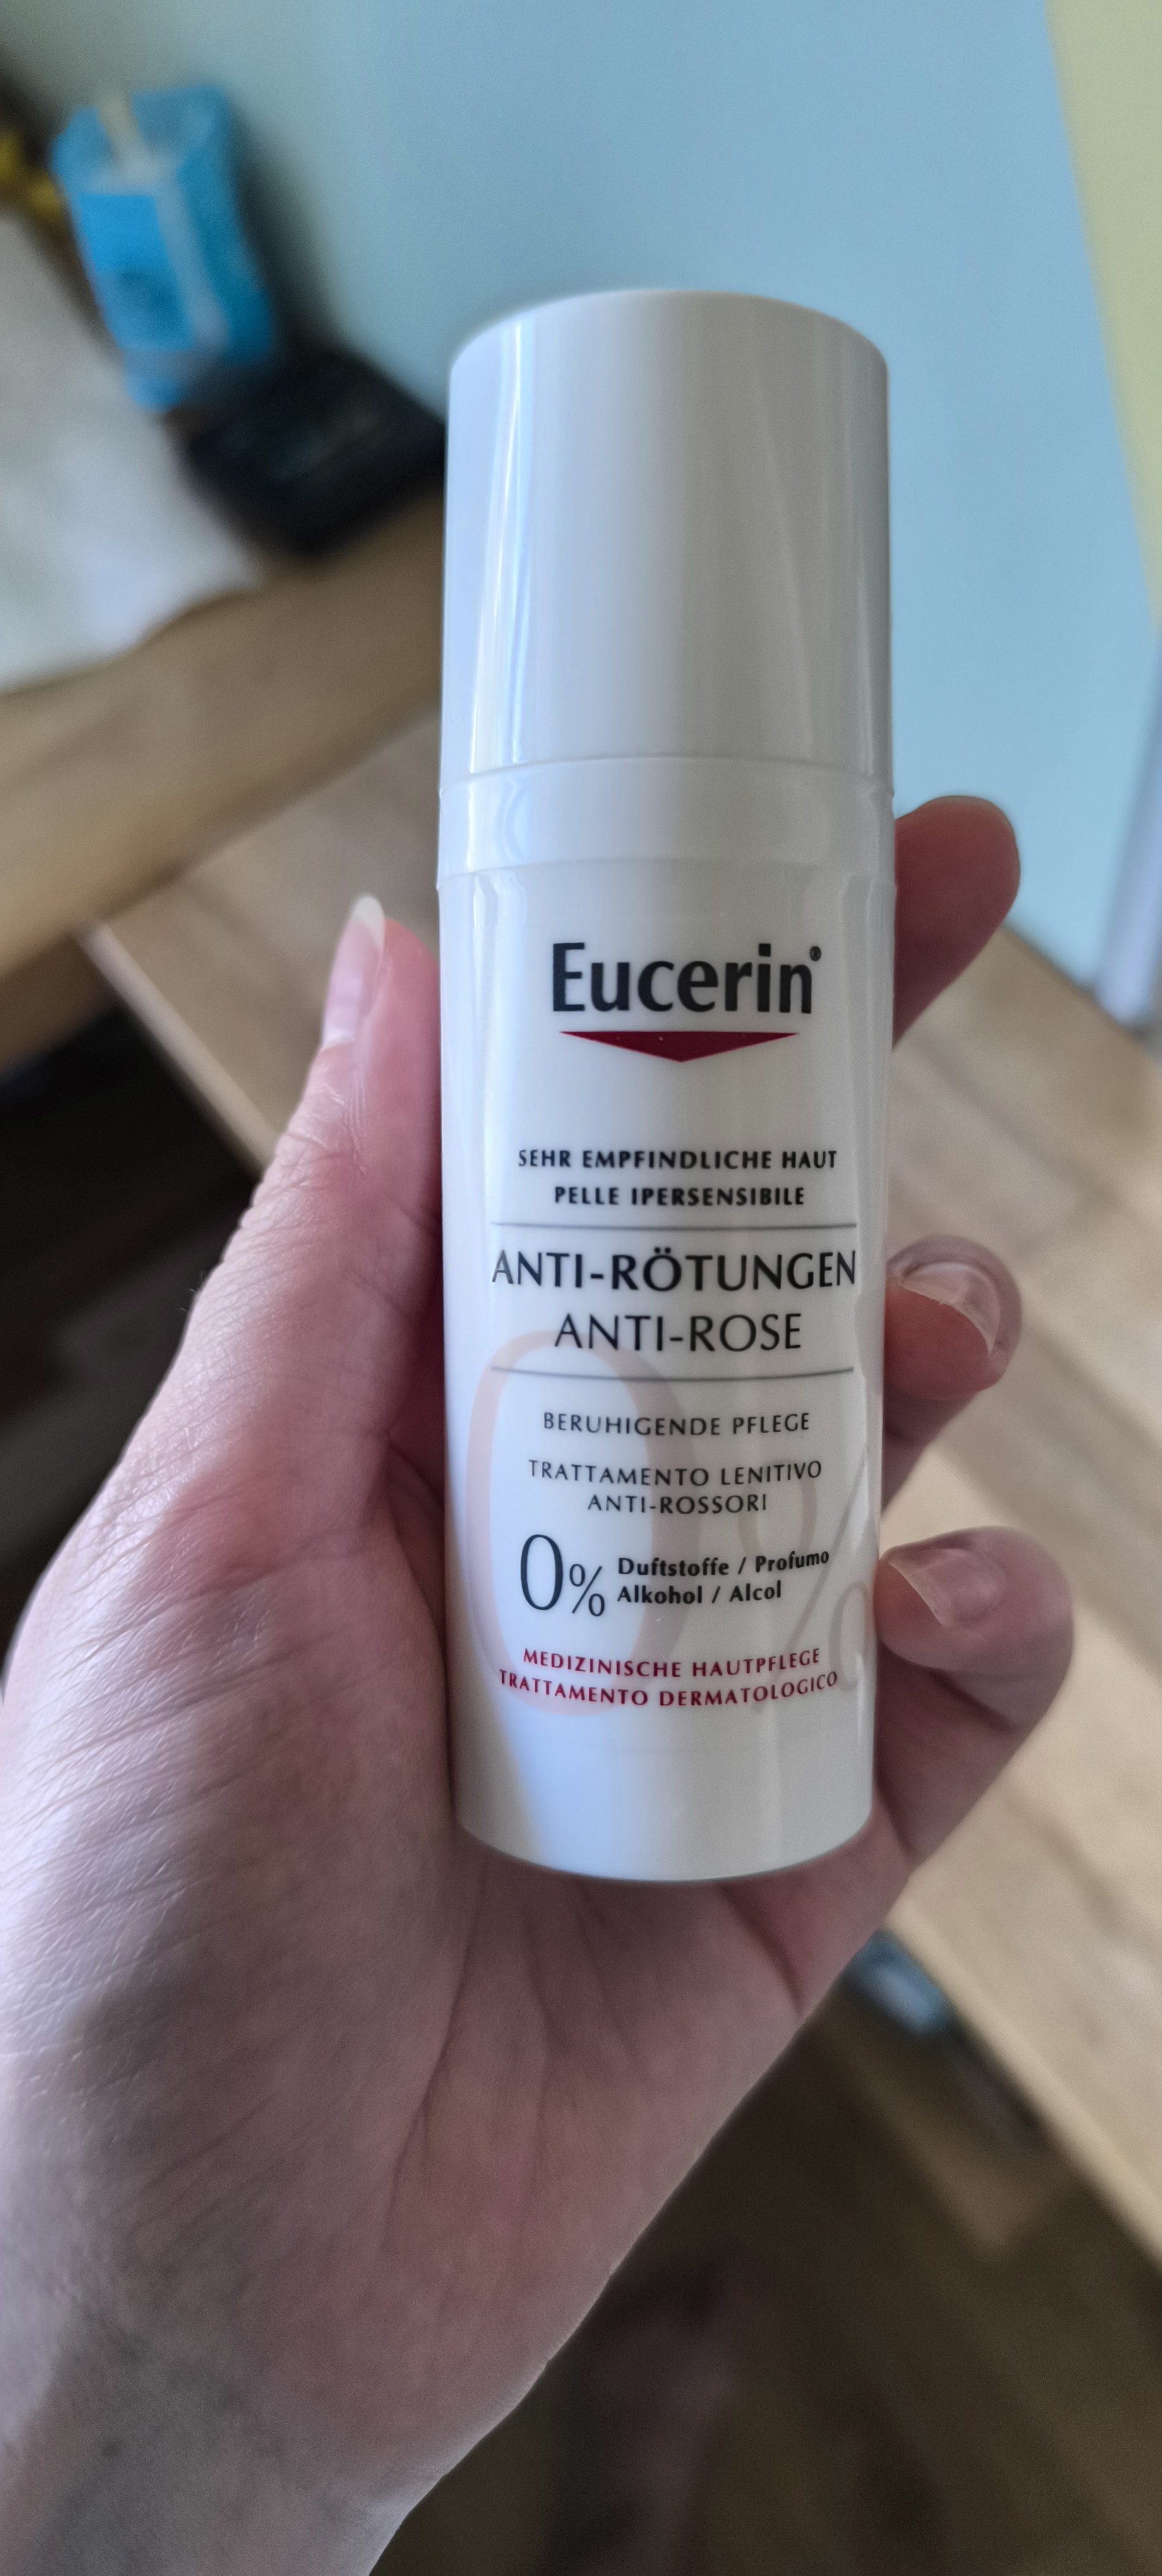 Eucerin®
SEHR EMPFINDLICHE HAUT
PELLE IPERSENSIBILE
ANTI-RÖTUNGEN
ANTI-ROSE
BERUHIGENDE PFLEGE
TRATTAMENTO LENITIVO
ANTI-ROSSORI
0% Duftstoffe / Profumo
Alkohol / Alcol
0%
MEDIZINISCHE HAUTPFLEGE
TRATTAMENTO DERMATOLOGICO